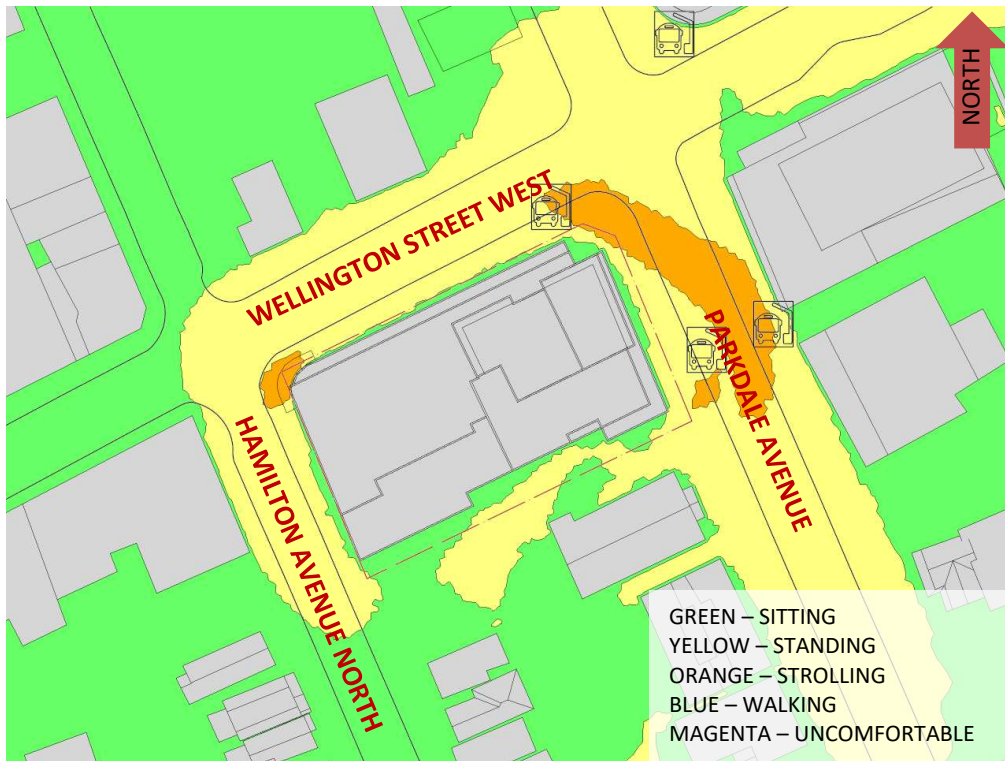 NORTH
WELLINGTON STREET WEST
PARKDALE AVENUE
HAMILTON AVENUE NORTH
GREEN – SITTING
YELLOW – STANDING
ORANGE – STROLLING
BLUE – WALKING
MAGENTA – UNCOMFORTABLE